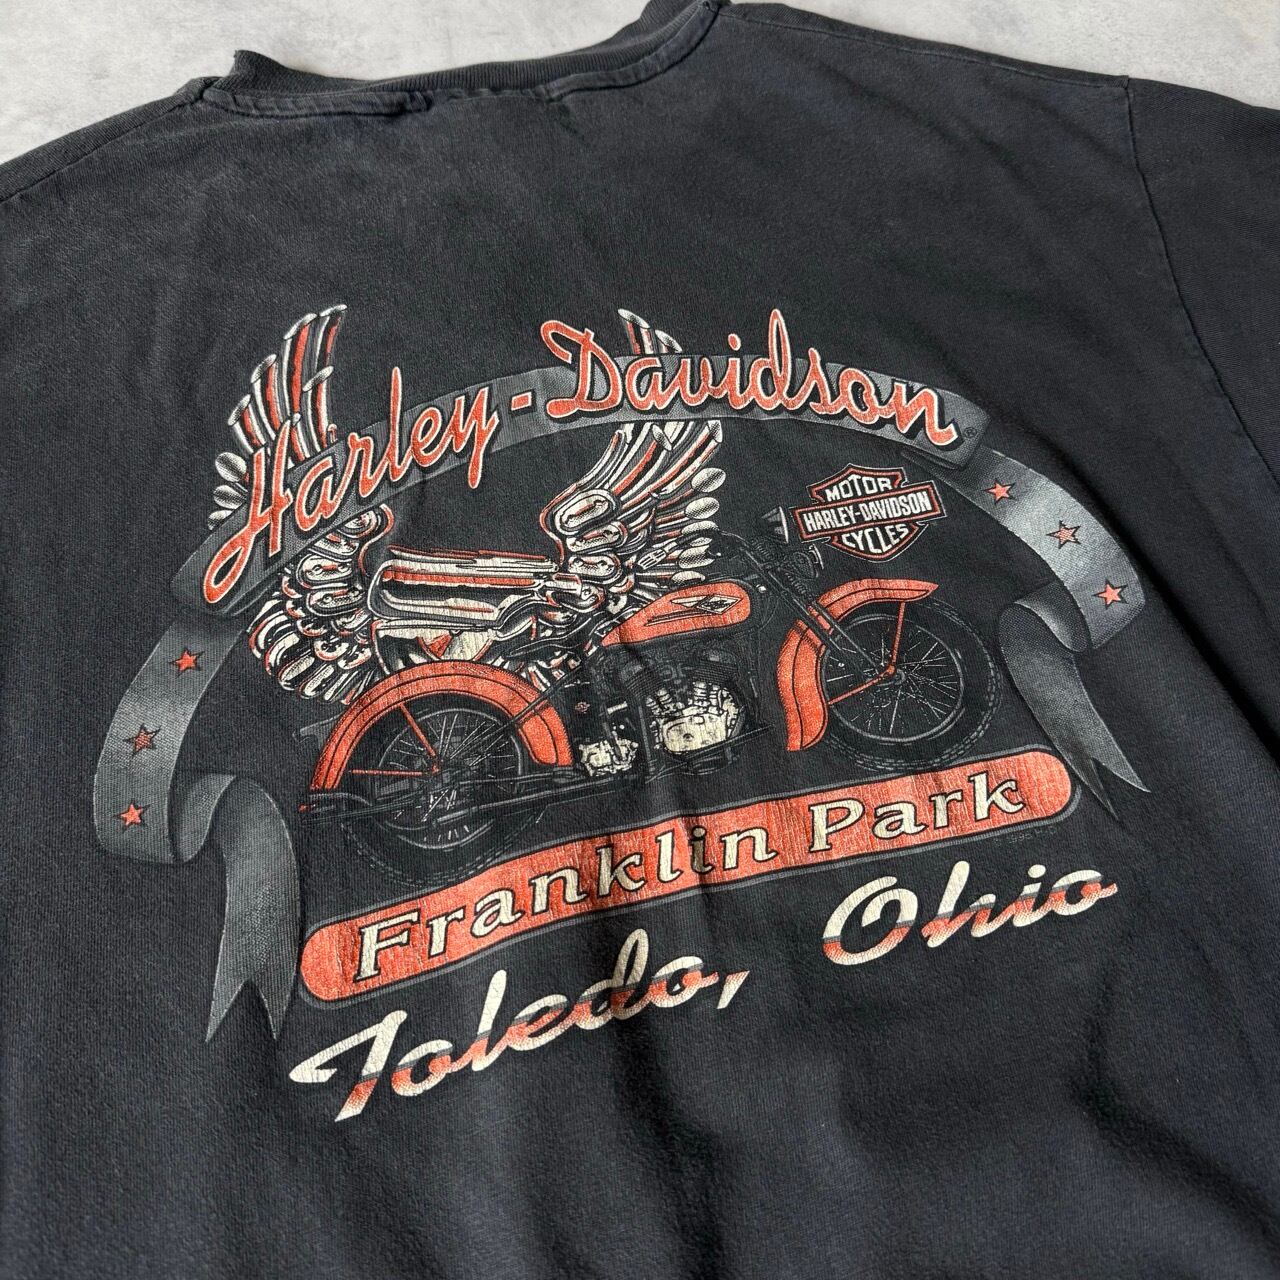 Harley-Davidson®
MOTOR
HARLEY-DAVIDSON
CYCLES
Franklin Park
Toledo, Ohio